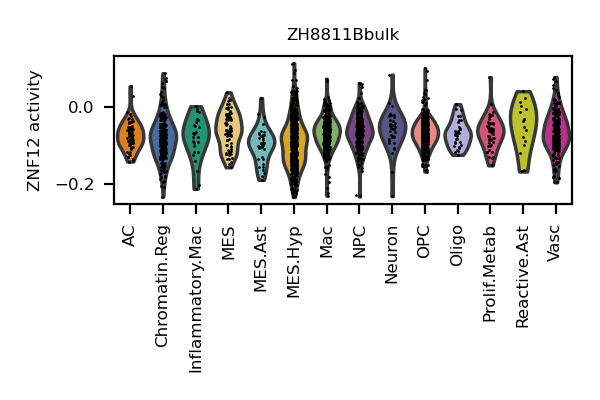 ZH8811Bbulk
ZNF12 activity
0.0
−0.2
AC
Chromatin.Reg
Inflammatory.Mac
MES
MES.Ast
MES.Hyp
Mac
NPC
Neuron
OPC
Oligo
Prolif.Metab
Reactive.Ast
Vasc